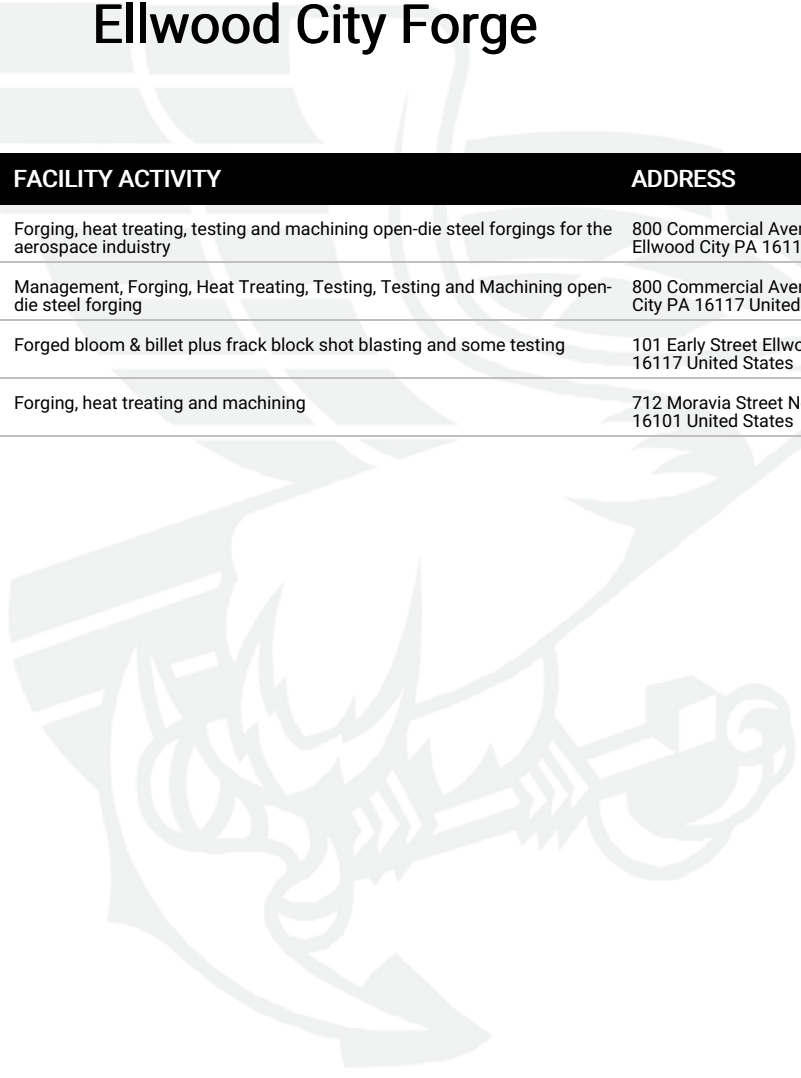 Ellwood City Forge
FACILITY ACTIVITY ADDRESS
Forging, heat treating, testing and machining open-die steel forgings for the 800 Commercial
aerospace induistry Ellwood City PA
Management, Forging, Heat Treating, Testing, Testing and Machining open- 800 Commercial
die steel forging City PA 16117 United
Forged bloom & billet plus frack block shot blasting and some testing 101 Early Street
16117 United States
Forging, heat treating and machining 712 Moravia Street
16101 United States